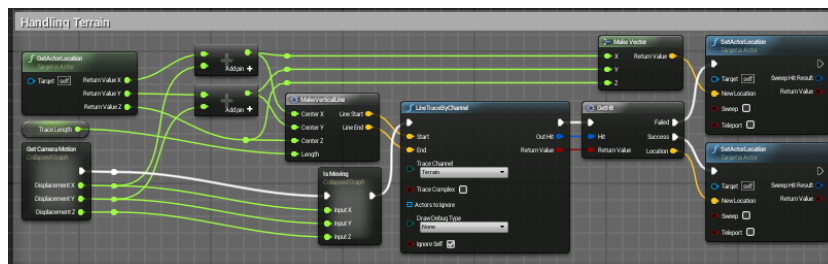 Handling Terrain
GetActorLocation
Target is Actor
Target self
Return Value X
Return Value Y
Return Value Z
Trace Length
Get Camera Motion
Collapsed Graph
Displacement X
Displacement Y
Displacement Z
Add pin +
Add pin +
MakeVerticalLine
Center X
Line Start
Center Y
Line End
Center Z
Length
Is Moving
Collapsed Graph
Input X
Input Y
Input Z
LineTraceByChannel
Start
Out Hit
End
Return Value
Trace Channel
Terrain
Trace Complex
Actors to Ignore
Draw Debug Type
None
Ignore Self
Make Vector
X
Return Value
Y
Z
GetHit
Failed
Hit
Success
Return Value
Location
SetActorLocation
Target is Actor
Target self
Sweep Hit Result
New Location
Return Value
Sweep
Teleport
SetActorLocation
Target is Actor
Target self
Sweep Hit Result
New Location
Return Value
Sweep
Teleport